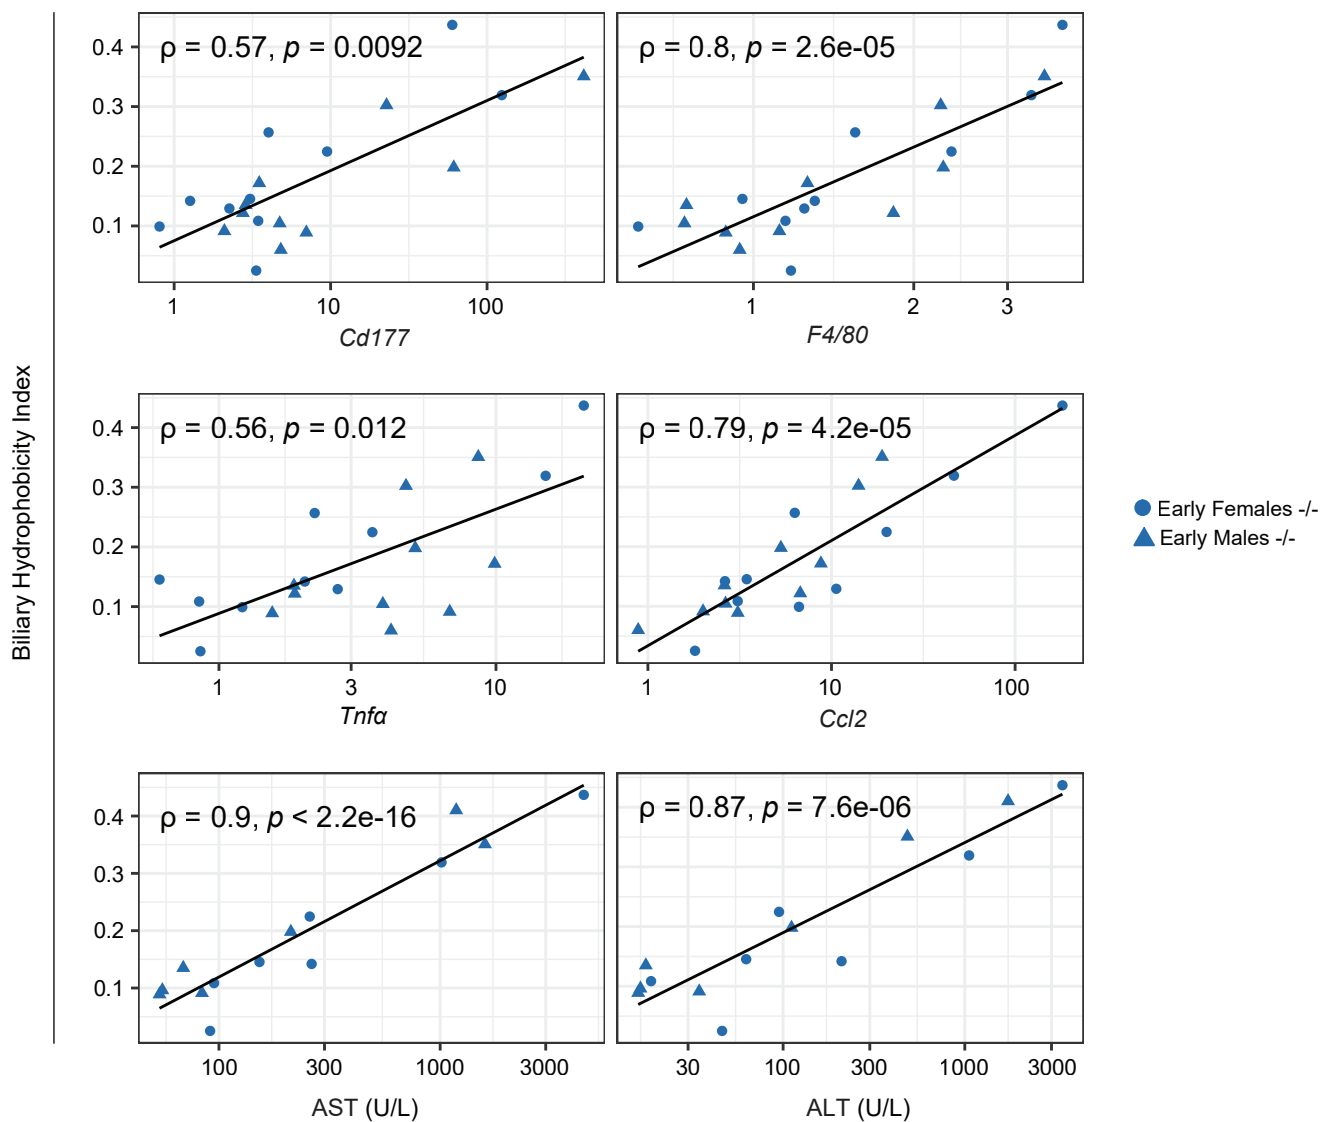 Biliary Hydrophobicity Index
ρ = 0.57, p = 0.0092
0.4
0.3
0.2
0.1
1 10 100
Cd177
ρ = 0.8, p = 2.6e-05
1 2 3
F4/80
ρ = 0.56, p = 0.012
0.4
0.3
0.2
0.1
1 3 10
Tnfα
ρ = 0.79, p = 4.2e-05
1 10 100
Ccl2
Early Females -/-
Early Males -/-
ρ = 0.9, p < 2.2e-16
0.4
0.3
0.2
0.1
100 300 1000 3000
AST (U/L)
ρ = 0.87, p = 7.6e-06
30 100 300 1000 3000
ALT (U/L)